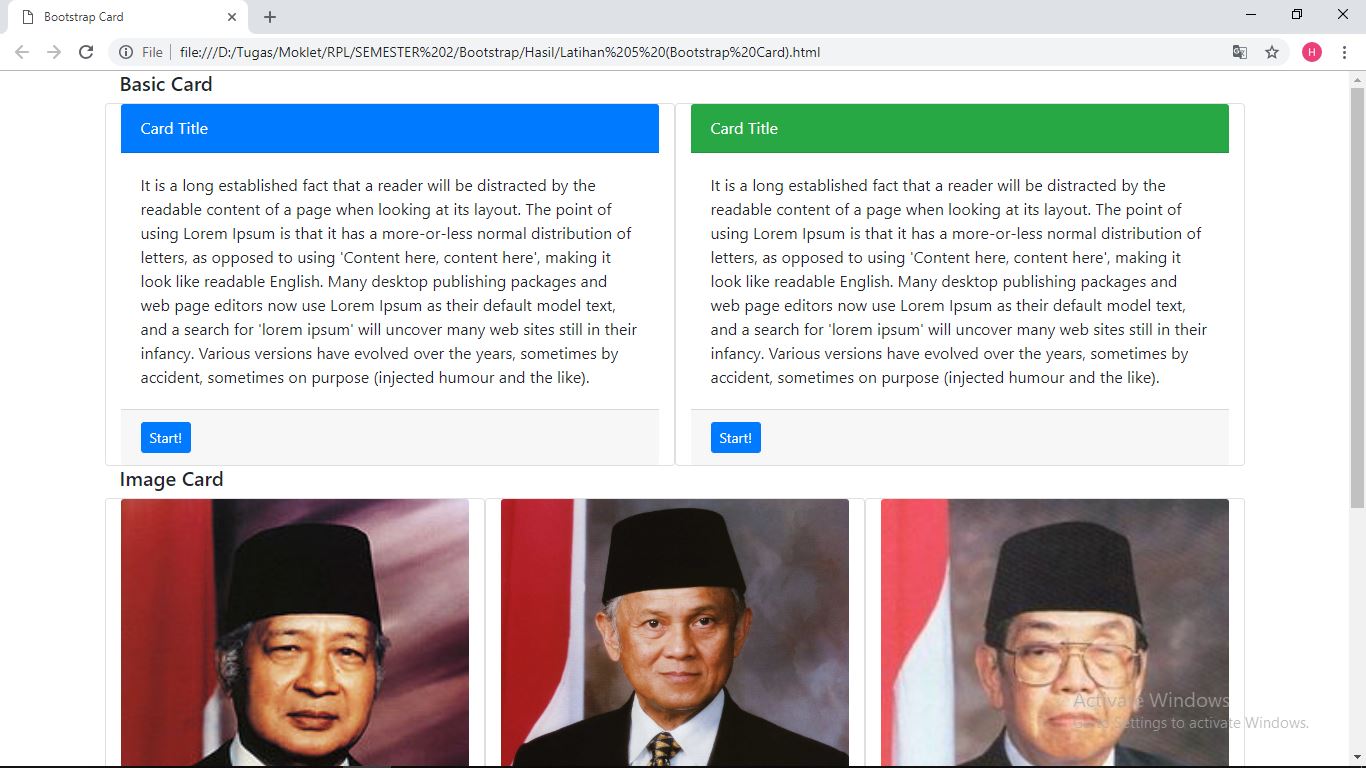 Bootstrap Card
File
file:///D:/Tugas/Moklet/RPL/SEMESTER%202/Bootstrap/Hasil/Latihan%205%20(Bootstrap%20Card).html
H
Basic Card
Card Title
It is a long established fact that a reader will be distracted by the
readable content of a page when looking at its layout. The point of
using Lorem Ipsum is that it has a more-or-less normal distribution of
letters, as opposed to using 'Content here, content here', making it
look like readable English. Many desktop publishing packages and
web page editors now use Lorem Ipsum as their default model text,
and a search for 'lorem ipsum' will uncover many web sites still in their
infancy. Various versions have evolved over the years, sometimes by
accident, sometimes on purpose (injected humour and the like).
Start!
Card Title
It is a long established fact that a reader will be distracted by the
readable content of a page when looking at its layout. The point of
using Lorem Ipsum is that it has a more-or-less normal distribution of
letters, as opposed to using 'Content here, content here', making it
look like readable English. Many desktop publishing packages and
web page editors now use Lorem Ipsum as their default model text,
and a search for 'lorem ipsum' will uncover many web sites still in their
infancy. Various versions have evolved over the years, sometimes by
accident, sometimes on purpose (injected humour and the like).
Start!
Image Card
Activate Windows
Go to Settings to activate Windows.